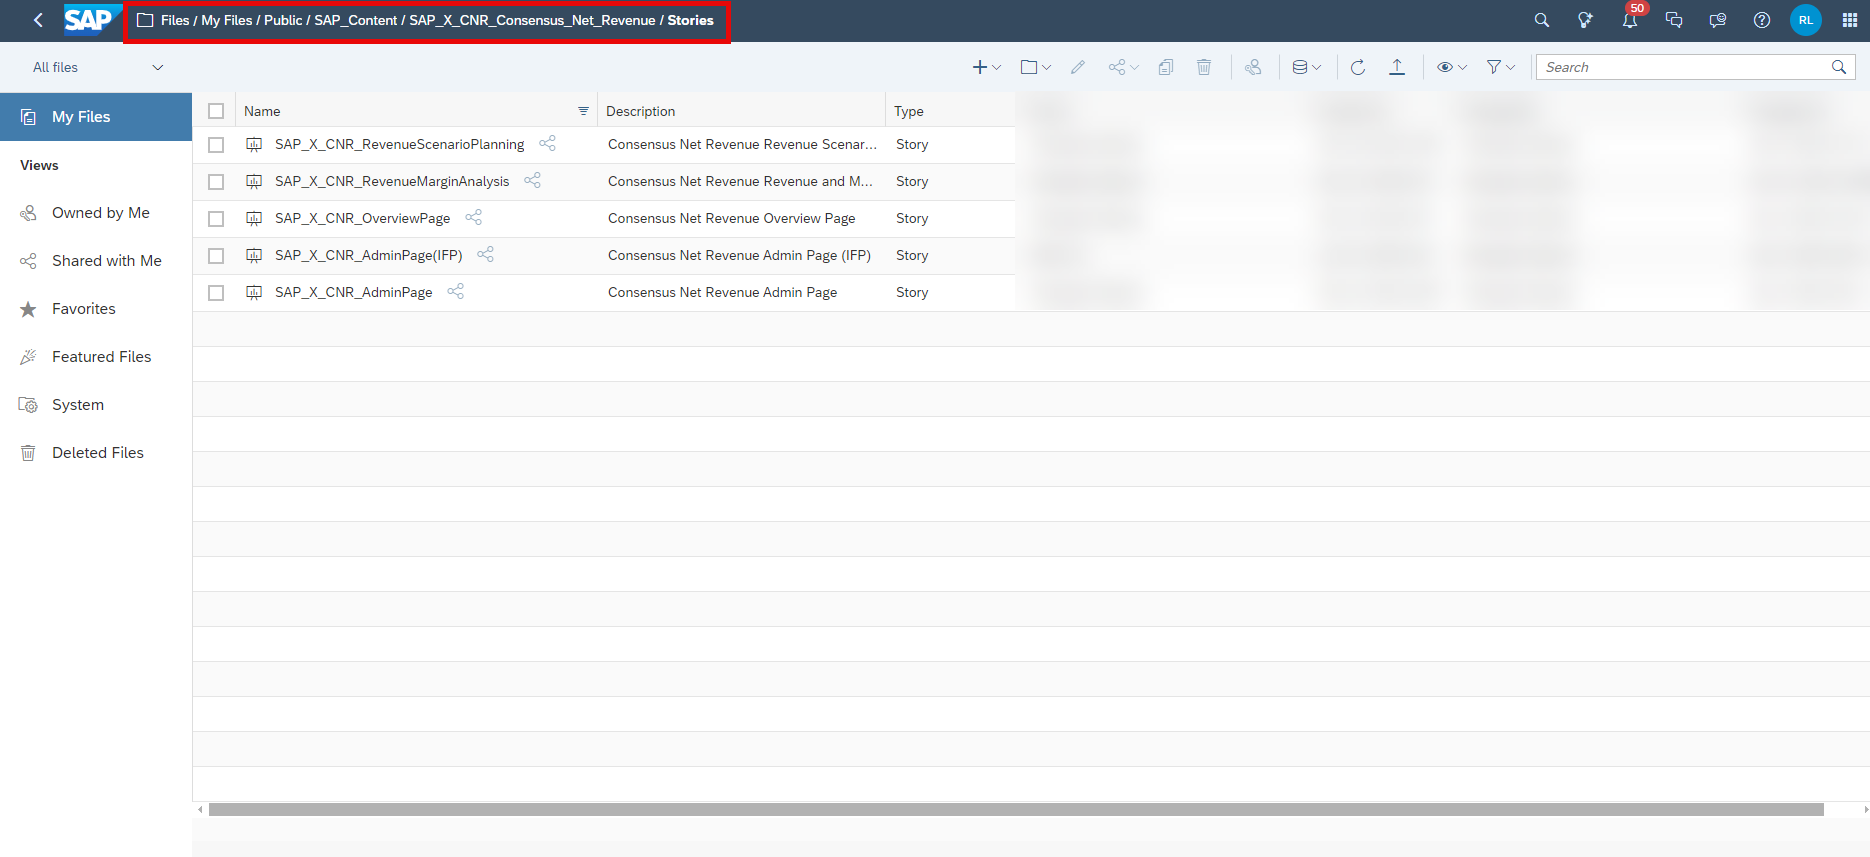 SAP Files / My Files / Public / SAP_Content / SAP_X_CNR_Consensus_Net_Revenue / Stories 50 RL
All files Search
My Files
Views
Owned by Me
Shared with Me
Favorites
Featured Files
System
Deleted Files
Name Description Type
SAP_X_CNR_RevenueScenarioPlanning Consensus Net Revenue Revenue Scenar... Story
SAP_X_CNR_RevenueMarginAnalysis Consensus Net Revenue Revenue and M... Story
SAP_X_CNR_OverviewPage Consensus Net Revenue Overview Page Story
SAP_X_CNR_AdminPage(IFP) Consensus Net Revenue Admin Page (IFP) Story
SAP_X_CNR_AdminPage Consensus Net Revenue Admin Page Story